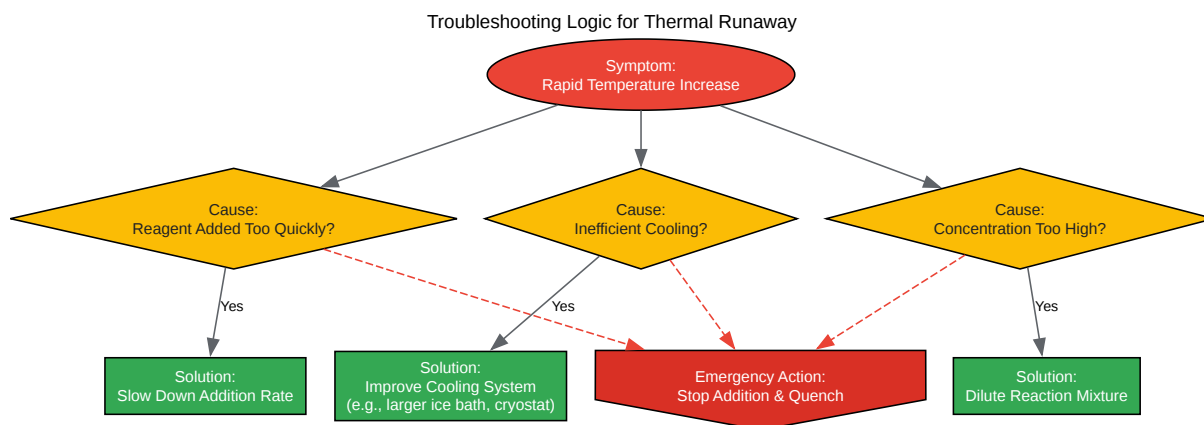 Troubleshooting Logic for Thermal Runaway
Symptom:
Rapid Temperature Increase
Cause:
Reagent Added Too Quickly?
Cause:
Inefficient Cooling?
Cause:
Concentration Too High?
Yes
Yes
Yes
Solution:
Slow Down Addition Rate
Solution:
Improve Cooling System
(e.g., larger ice bath, cryostat)
Emergency Action:
Stop Addition & Quench
Solution:
Dilute Reaction Mixture